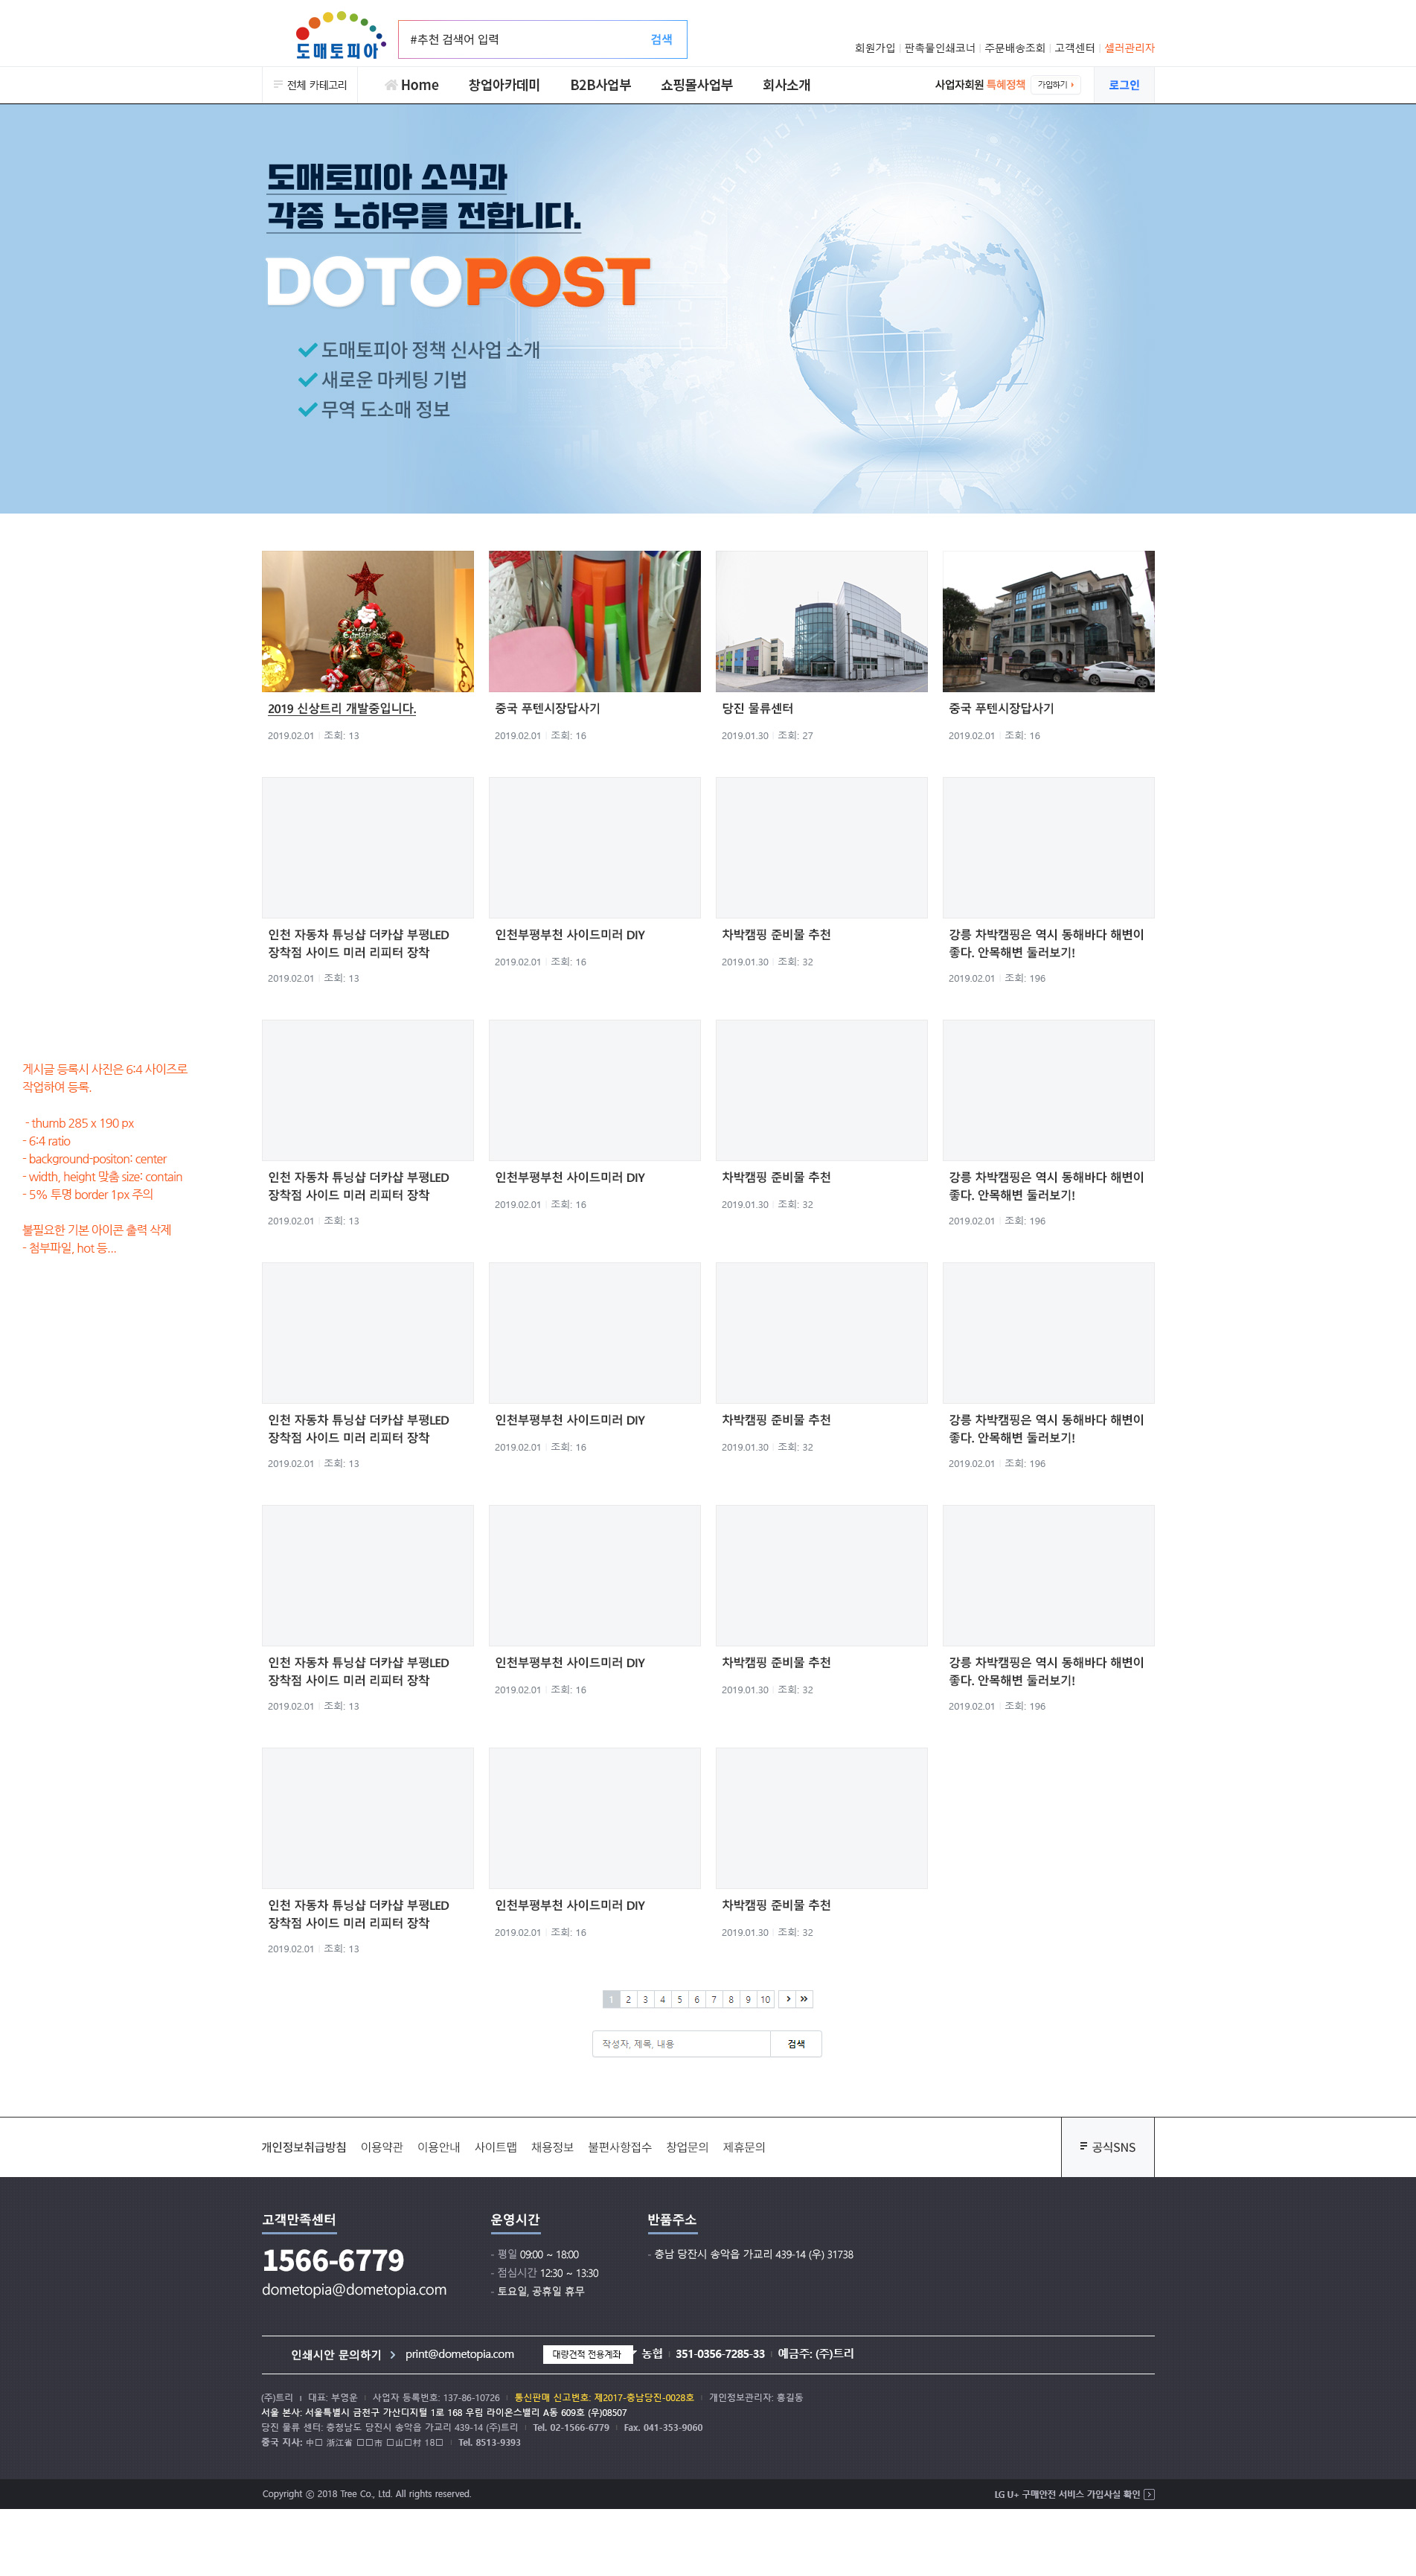 도매토피아
#추천 검색어 입력
검색
회원가입 | 판촉물인쇄코너 | 주문배송조회 | 고객센터 | 셀러관리자
전체 카테고리
Home
창업아카데미
B2B사업부
쇼핑몰사업부
회사소개
사업자회원 특혜정책
가입하기
로그인
도매토피아 소식과
각종 노하우를 전합니다.
DOTOPOST
도매토피아 정책 신사업 소개
새로운 마케팅 기법
무역 도소매 정보
2019 신상트리 개발중입니다.
2019.02.01 | 조회: 13
중국 푸텐시장답사기
2019.02.01 | 조회: 16
당진 물류센터
2019.01.30 | 조회: 27
중국 푸텐시장답사기
2019.02.01 | 조회: 16
인천 자동차 튜닝샵 더카샵 부평LED
장착점 사이드 미러 리피터 장착
2019.02.01 | 조회: 13
인천부평부천 사이드미러 DIY
2019.02.01 | 조회: 16
차박캠핑 준비물 추천
2019.01.30 | 조회: 32
강릉 차박캠핑은 역시 동해바다 해변이
좋다. 안목해변 둘러보기!
2019.02.01 | 조회: 196
게시글 등록시 사진은 6:4 사이즈로
작업하여 등록.
- thumb 285 x 190 px
- 6:4 ratio
- background-positon: center
- width, height 맞춤 size: contain
- 5% 투명 border 1px 주의
불필요한 기본 아이콘 출력 삭제
- 첨부파일, hot 등...
인천 자동차 튜닝샵 더카샵 부평LED
장착점 사이드 미러 리피터 장착
2019.02.01 | 조회: 13
인천부평부천 사이드미러 DIY
2019.02.01 | 조회: 16
차박캠핑 준비물 추천
2019.01.30 | 조회: 32
강릉 차박캠핑은 역시 동해바다 해변이
좋다. 안목해변 둘러보기!
2019.02.01 | 조회: 196
인천 자동차 튜닝샵 더카샵 부평LED
장착점 사이드 미러 리피터 장착
2019.02.01 | 조회: 13
인천부평부천 사이드미러 DIY
2019.02.01 | 조회: 16
차박캠핑 준비물 추천
2019.01.30 | 조회: 32
강릉 차박캠핑은 역시 동해바다 해변이
좋다. 안목해변 둘러보기!
2019.02.01 | 조회: 196
인천 자동차 튜닝샵 더카샵 부평LED
장착점 사이드 미러 리피터 장착
2019.02.01 | 조회: 13
인천부평부천 사이드미러 DIY
2019.02.01 | 조회: 16
차박캠핑 준비물 추천
2019.01.30 | 조회: 32
강릉 차박캠핑은 역시 동해바다 해변이
좋다. 안목해변 둘러보기!
2019.02.01 | 조회: 196
인천 자동차 튜닝샵 더카샵 부평LED
장착점 사이드 미러 리피터 장착
2019.02.01 | 조회: 13
인천부평부천 사이드미러 DIY
2019.02.01 | 조회: 16
차박캠핑 준비물 추천
2019.01.30 | 조회: 32
1 2 3 4 5 6 7 8 9 10 › »
작성자, 제목, 내용
검색
개인정보취급방침 이용약관 이용안내 사이트맵 채용정보 불편사항접수 창업문의 제휴문의
공식SNS
고객만족센터
1566-6779
dometopia@dometopia.com
운영시간
- 평일 09:00 ~ 18:00
- 점심시간 12:30 ~ 13:30
- 토요일, 공휴일 휴무
반품주소
- 충남 당진시 송악읍 가교리 439-14 (우) 31738
인쇄시안 문의하기 › print@dometopia.com
대량견적 전용계좌
농협 | 351-0356-7285-33 | 예금주: (주)트리
(주)트리 | 대표: 부영운 | 사업자 등록번호: 137-86-10726 | 통신판매 신고번호: 제2017-충남당진-0028호 | 개인정보관리자: 홍길동
서울 본사: 서울특별시 금천구 가산디지털 1로 168 우림 라이온스밸리 A동 609호 (우)08507
당진 물류 센터: 충청남도 당진시 송악읍 가교리 439-14 (주)트리 | Tel. 02-1566-6779 | Fax. 041-353-9060
중국 지사: 中□ 浙江省 □□市 □山□村 18□ | Tel. 8513-9393
Copyright ⓒ 2018 Tree Co., Ltd. All rights reserved.
LG U+ 구매안전 서비스 가입사실 확인